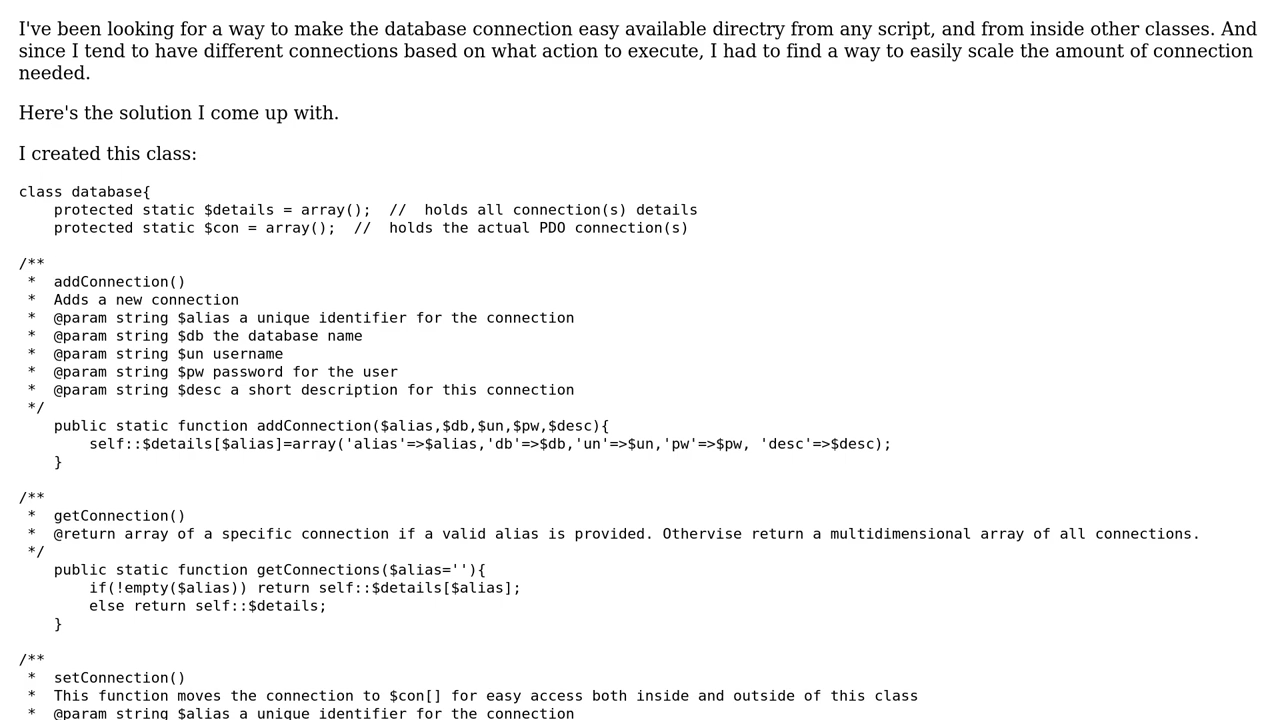 I've been looking for a way to make the database connection easy available directry from any script, and from inside other classes. And
since I tend to have different connections based on what action to execute, I had to find a way to easily scale the amount of connection
needed.
Here's the solution I come up with.
I created this class:
class database{
    protected static $details = array();  //  holds all connection(s) details
    protected static $con = array();  //  holds the actual PDO connection(s)
/**
 *  addConnection()
 *  Adds a new connection
 *  @param string $alias a unique identifier for the connection
 *  @param string $db the database name
 *  @param string $un username
 *  @param string $pw password for the user
 *  @param string $desc a short description for this connection
 */
    public static function addConnection($alias,$db,$un,$pw,$desc){
        self::$details[$alias]=array('alias'=>$alias,'db'=>$db,'un'=>$un,'pw'=>$pw, 'desc'=>$desc);
    }
/**
 *  getConnection()
 *  @return array of a specific connection if a valid alias is provided. Othervise return a multidimensional array of all connections.
 */
    public static function getConnections($alias=''){
        if(!empty($alias)) return self::$details[$alias];
        else return self::$details;
    }
/**
 *  setConnection()
 *  This function moves the connection to $con[] for easy access both inside and outside of this class
 *  @param string $alias a unique identifier for the connection